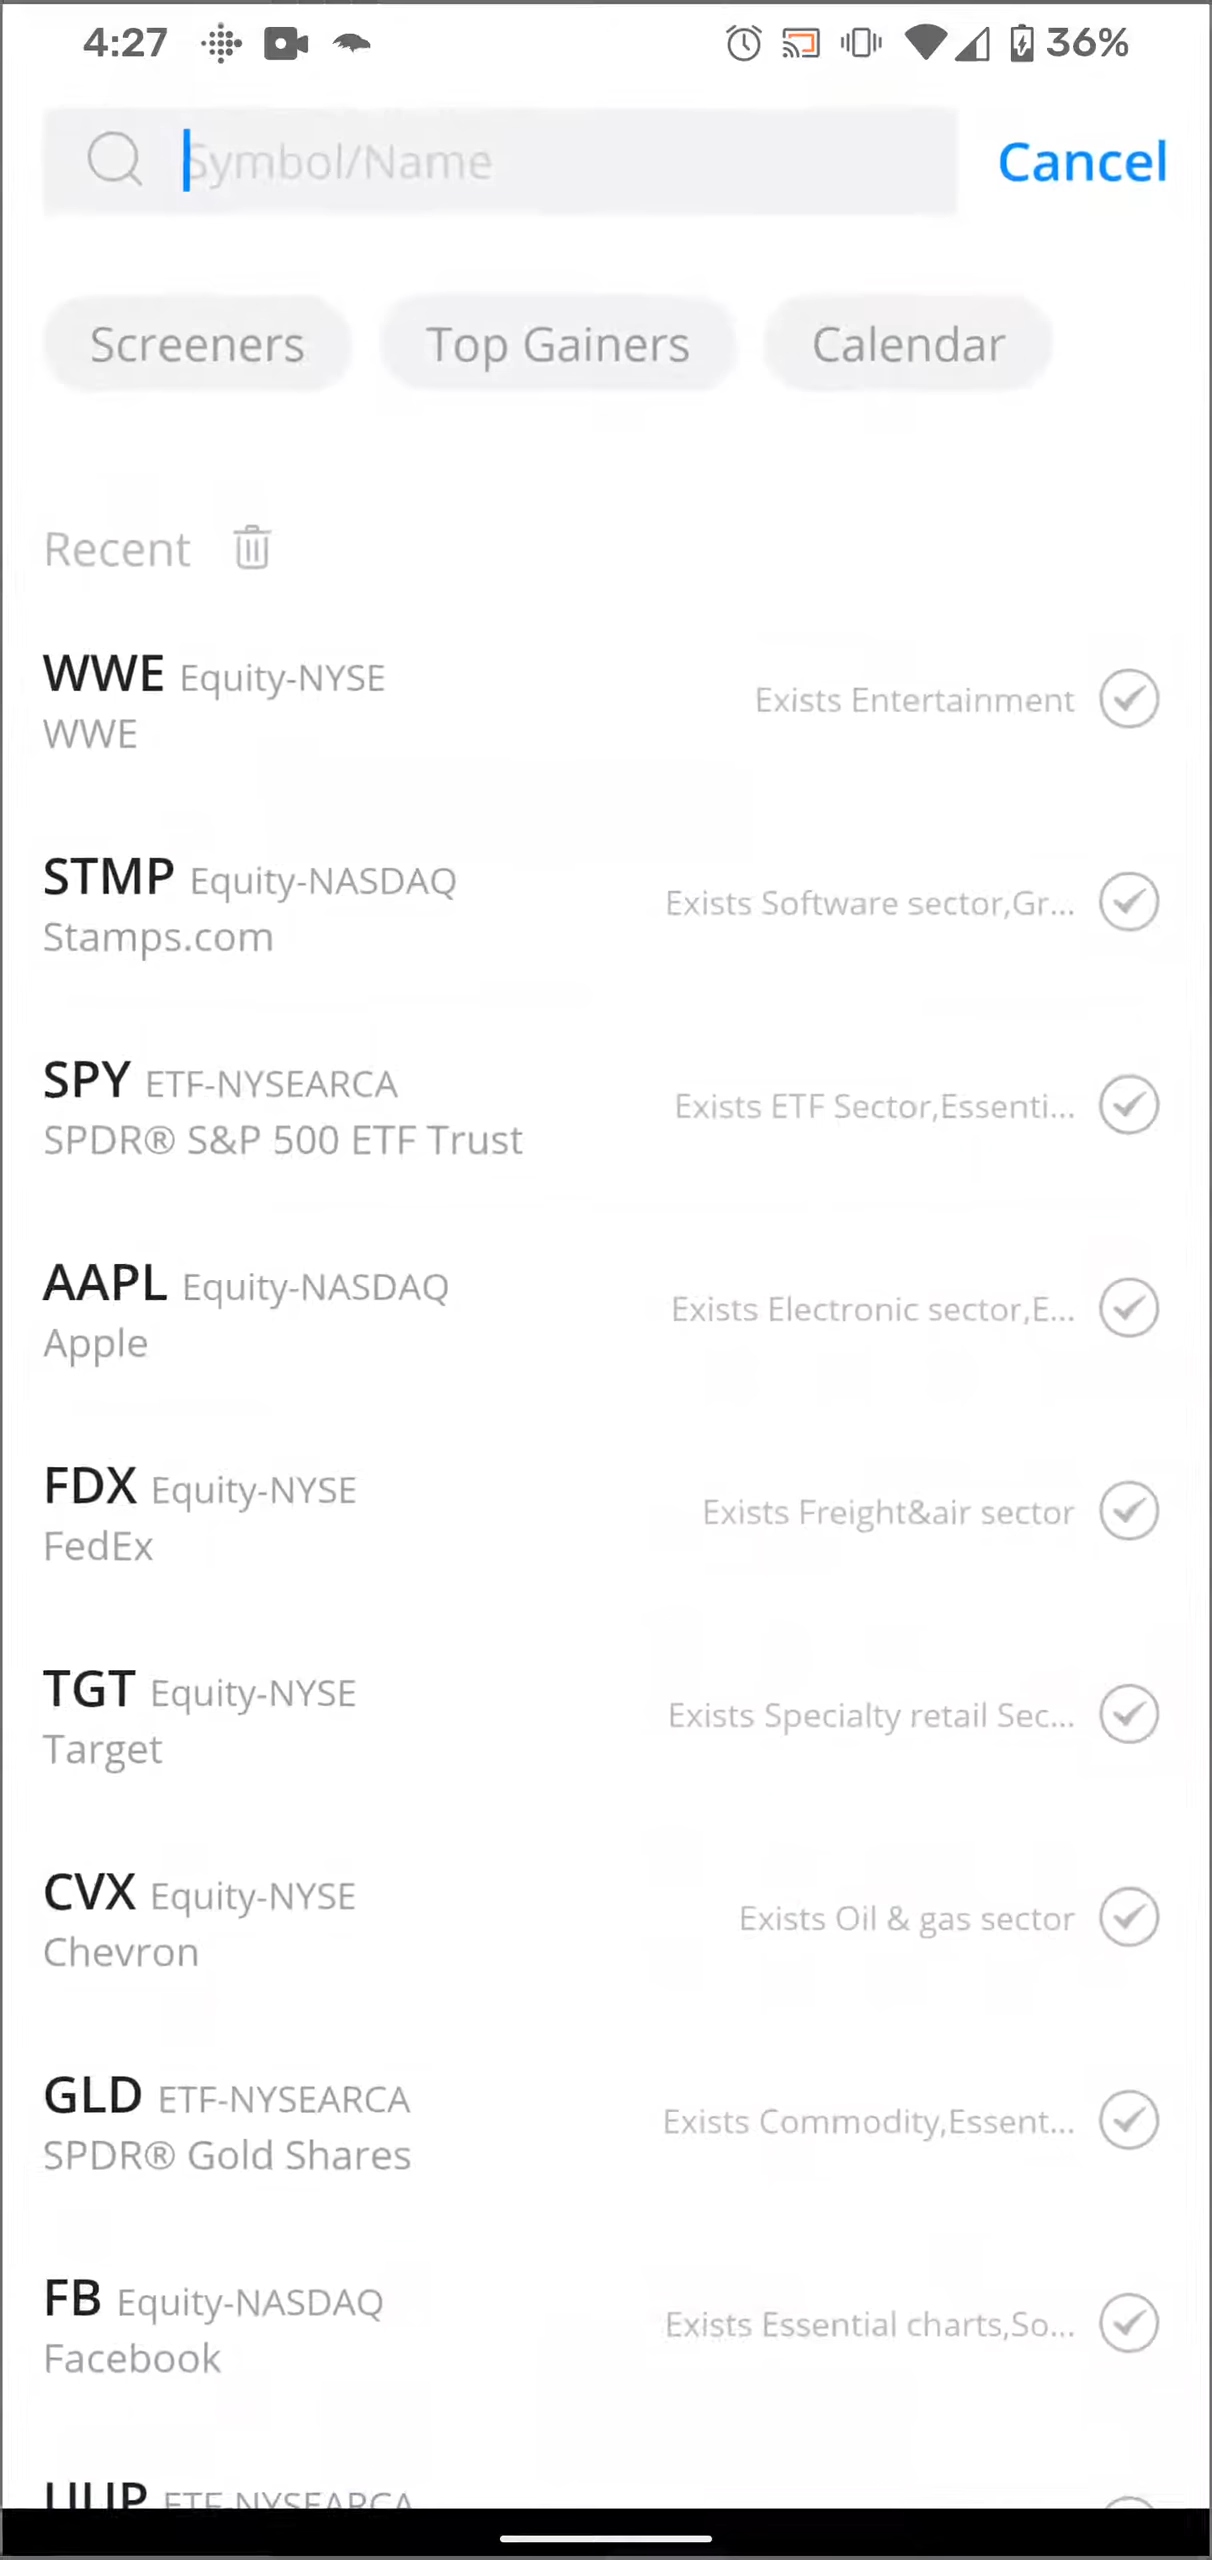 4:27 36%
Symbol/Name Cancel
Screeners Top Gainers Calendar
Recent
WWE Equity-NYSE
Exists Entertainment
WWE
STMP Equity-NASDAQ
Exists Software sector,Gr...
Stamps.com
SPY ETF-NYSEARCA
Exists ETF Sector,Essenti...
SPDR® S&P 500 ETF Trust
AAPL Equity-NASDAQ
Exists Electronic sector,E...
Apple
FDX Equity-NYSE
Exists Freight&air sector
FedEx
TGT Equity-NYSE
Exists Specialty retail Sec...
Target
CVX Equity-NYSE
Exists Oil & gas sector
Chevron
GLD ETF-NYSEARCA
Exists Commodity,Essent...
SPDR® Gold Shares
FB Equity-NASDAQ
Exists Essential charts,So...
Facebook
ETF-NYSEARCA